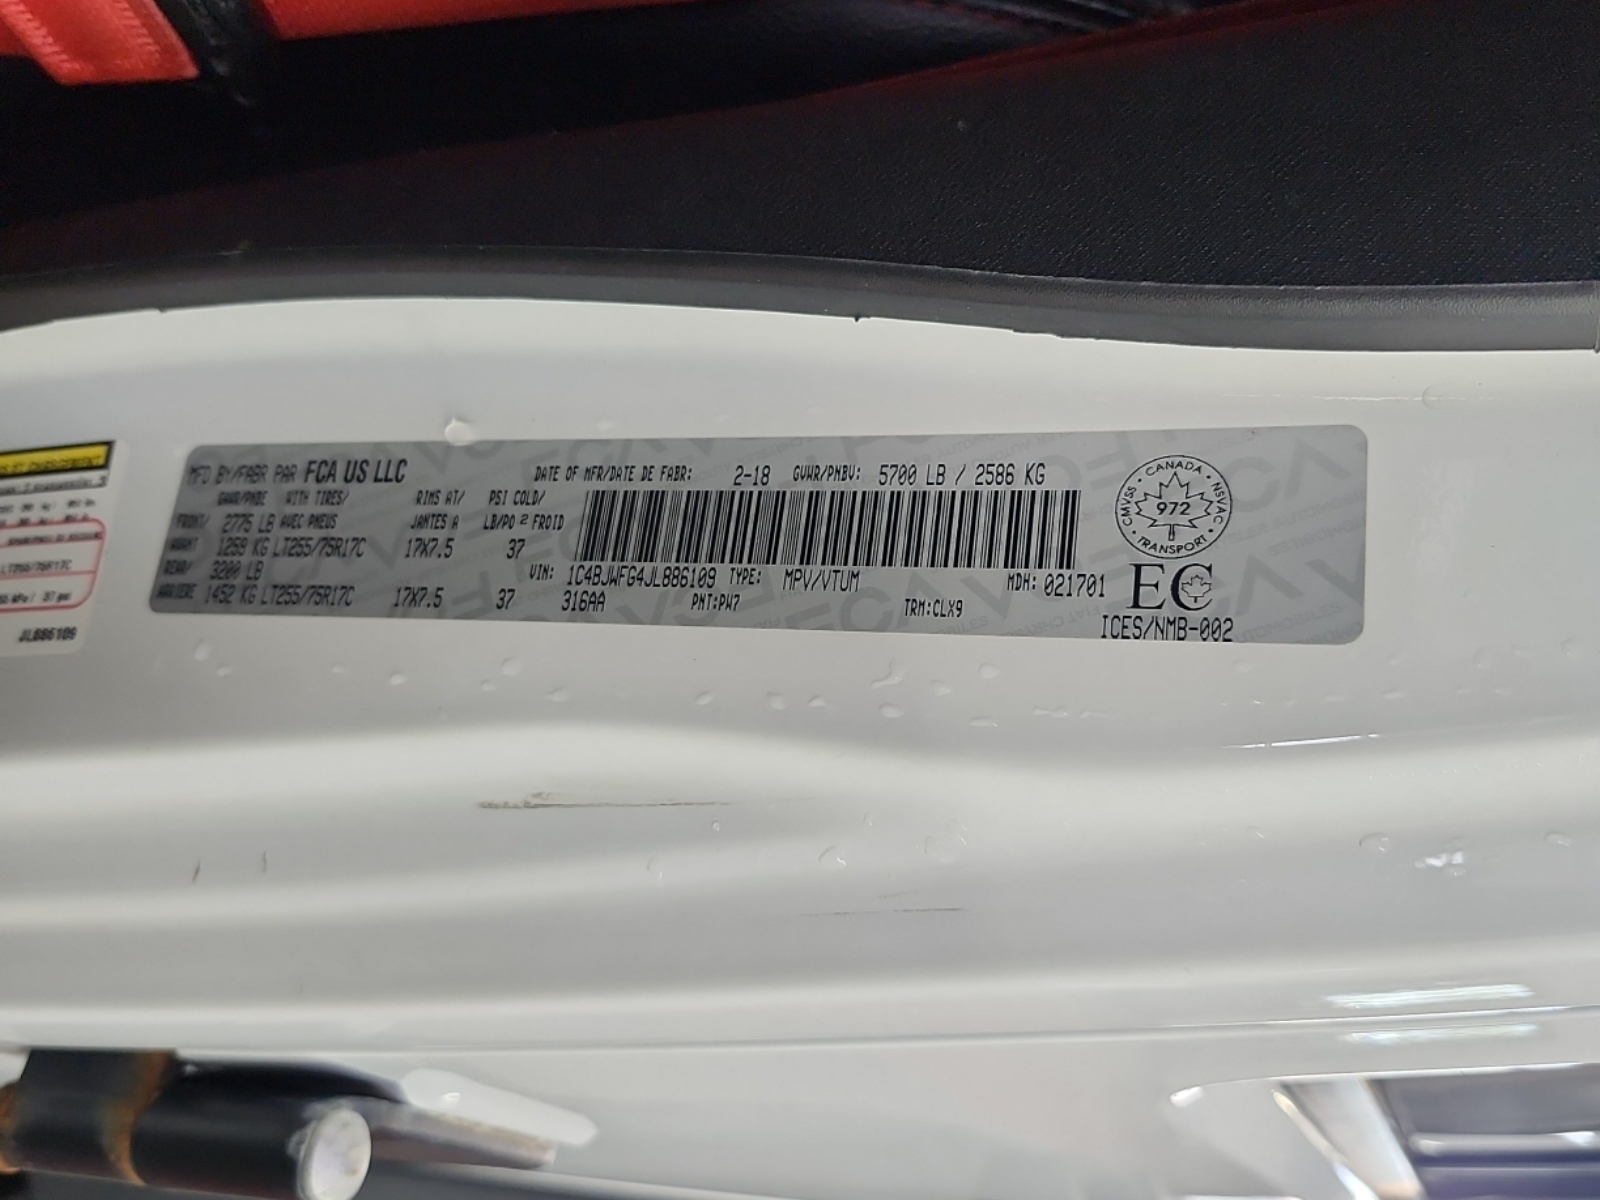 MFD BY/FABR PAR FCA US LLC DATE OF MFR/DATE DE FABR: 2-18 GVWR/PNBV: 5700 LB / 2586 KG
GAWR/PNBE WITH TIRES/ RIMS AT/ PSI COLD/
FRONT/ 2775 LB AVEC PNEUS JANTES A LB/PO 2 FROID
AVANT 1259 KG LT255/75R17C 17X7.5 37
REAR/ 3200 LB VIN: 1C4BJWFG4JL886109 TYPE: MPV/VTUM MDH: 021701
ARRIERE 1452 KG LT255/75R17C 17X7.5 37 316AA PNT:PW7 TRM:CLX9
CANADA
CMVSS 972 NSVAC
TRANSPORT
EC
ICES/NMB-002
LT255/75R17C
JL886109